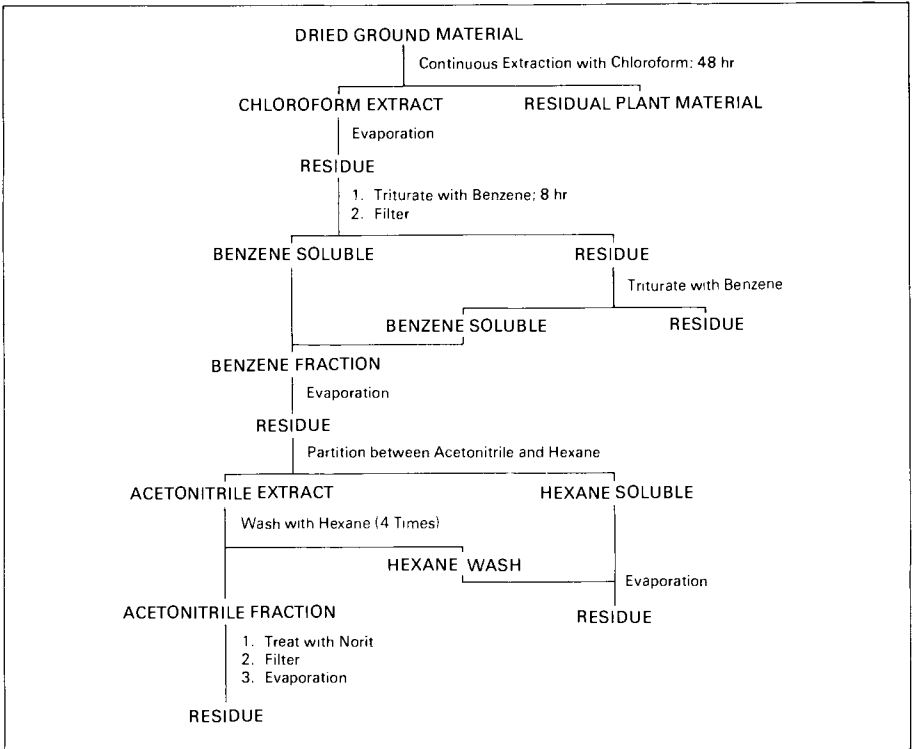 DRIED GROUND MATERIAL
Continuous Extraction with Chloroform; 48 hr
CHLOROFORM EXTRACT RESIDUAL PLANT MATERIAL
Evaporation
RESIDUE
1. Triturate with Benzene; 8 hr
2. Filter
BENZENE SOLUBLE RESIDUE
Triturate with Benzene
BENZENE SOLUBLE RESIDUE
BENZENE FRACTION
Evaporation
RESIDUE
Partition between Acetonitrile and Hexane
ACETONITRILE EXTRACT HEXANE SOLUBLE
Wash with Hexane (4 Times)
HEXANE WASH
Evaporation
ACETONITRILE FRACTION RESIDUE
1. Treat with Norit
2. Filter
3. Evaporation
RESIDUE